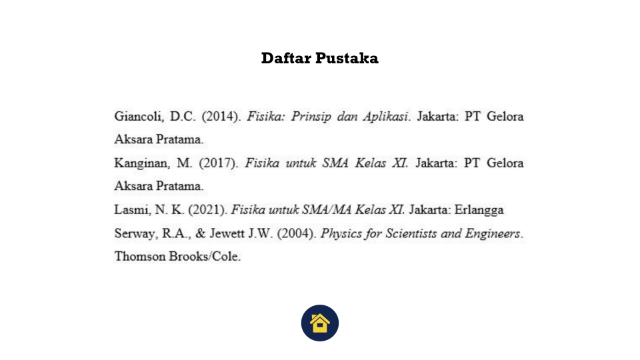 Daftar Pustaka
Giancoli, D.C. (2014). Fisika: Prinsip dan Aplikasi. Jakarta: PT Gelora
Aksara Pratama.
Kanginan, M. (2017). Fisika untuk SMA Kelas XI. Jakarta: PT Gelora
Aksara Pratama.
Lasmi, N. K. (2021). Fisika untuk SMA/MA Kelas XI. Jakarta: Erlangga
Serway, R.A., & Jewett J.W. (2004). Physics for Scientists and Engineers.
Thomson Brooks/Cole.